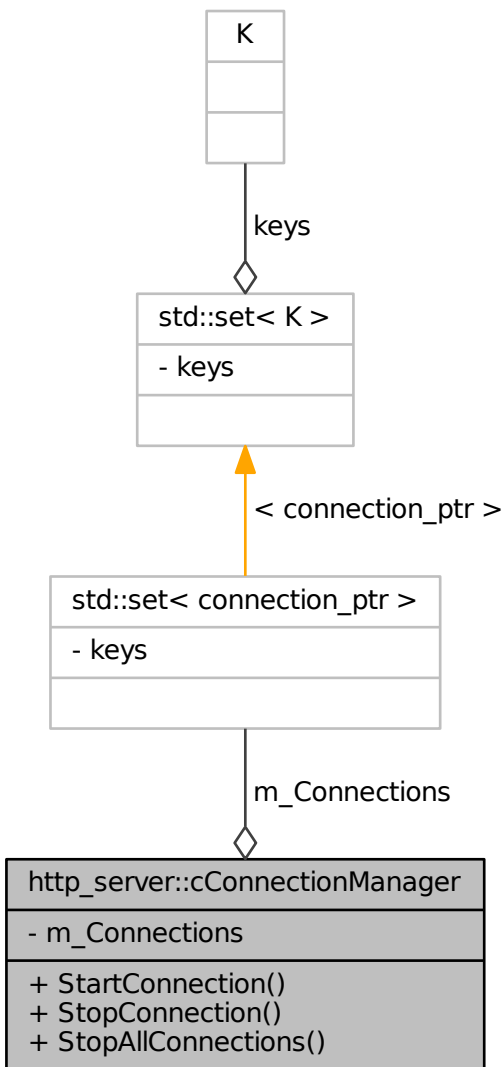 K
keys
std::set< K >
- keys
< connection_ptr >
std::set< connection_ptr >
- keys
m_Connections
http_server::cConnectionManager
- m_Connections
+ StartConnection()
+ StopConnection()
+ StopAllConnections()